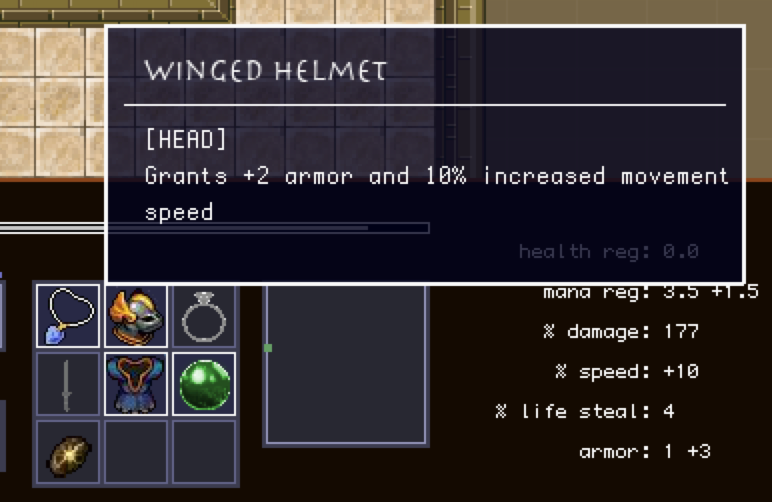 WINGED HELMET
[HEAD]
Grants +2 armor and 10% increased movement
speed
health reg: 0.0
mana reg: 3.5 +1.5
% damage: 177
% speed: +10
% life steal: 4
armor: 1 +3